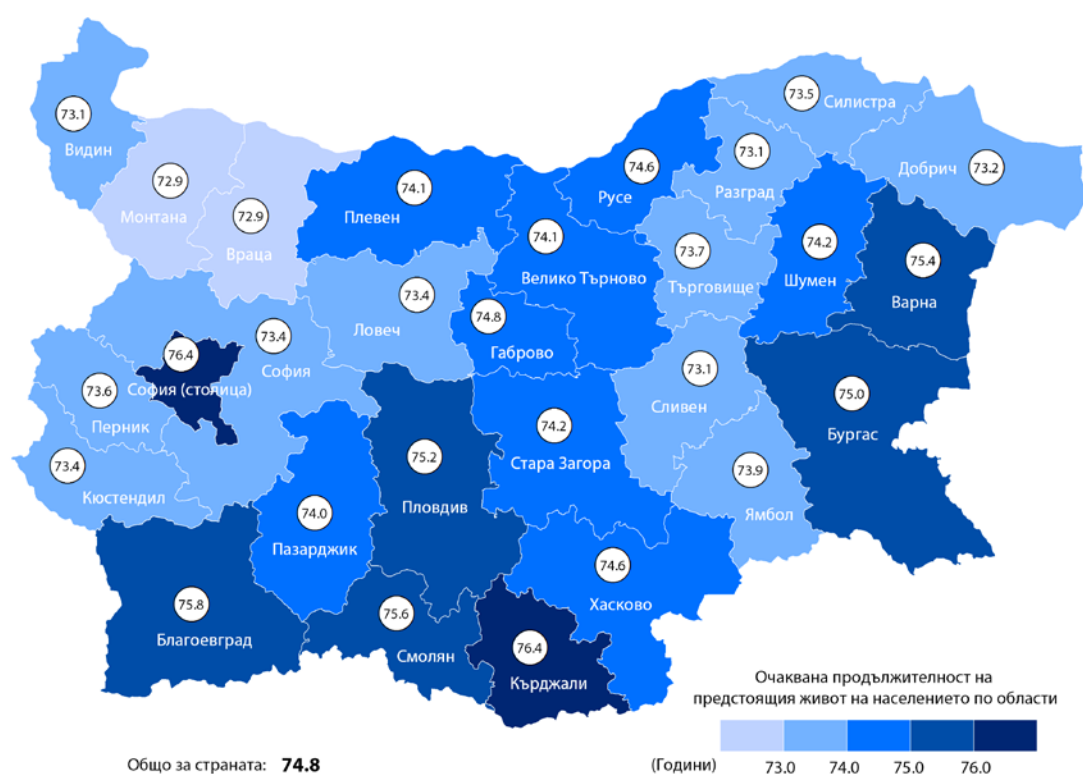 73.5
Силистра
73.1
Видин
73.1
Разград
74.6
Русе
73.2
Добрич
72.9
Монтана
74.1
Плевен
72.9
Враца
74.1
Велико Търново
73.7
Търговище
74.2
Шумен
75.4
Варна
73.4
Ловеч
74.8
Габрово
73.4
София
76.4
София (столица)
73.6
Перник
73.1
Сливен
75.0
Бургас
74.2
Стара Загора
73.4
Кюстендил
75.2
Пловдив
73.9
Ямбол
74.0
Пазарджик
74.6
Хасково
75.8
Благоевград
75.6
Смолян
76.4
Кърджали
Очаквана продължителност на
предстоящия живот на населението по области
(Години) 73.0 74.0 75.0 76.0
Общо за страната: 74.8